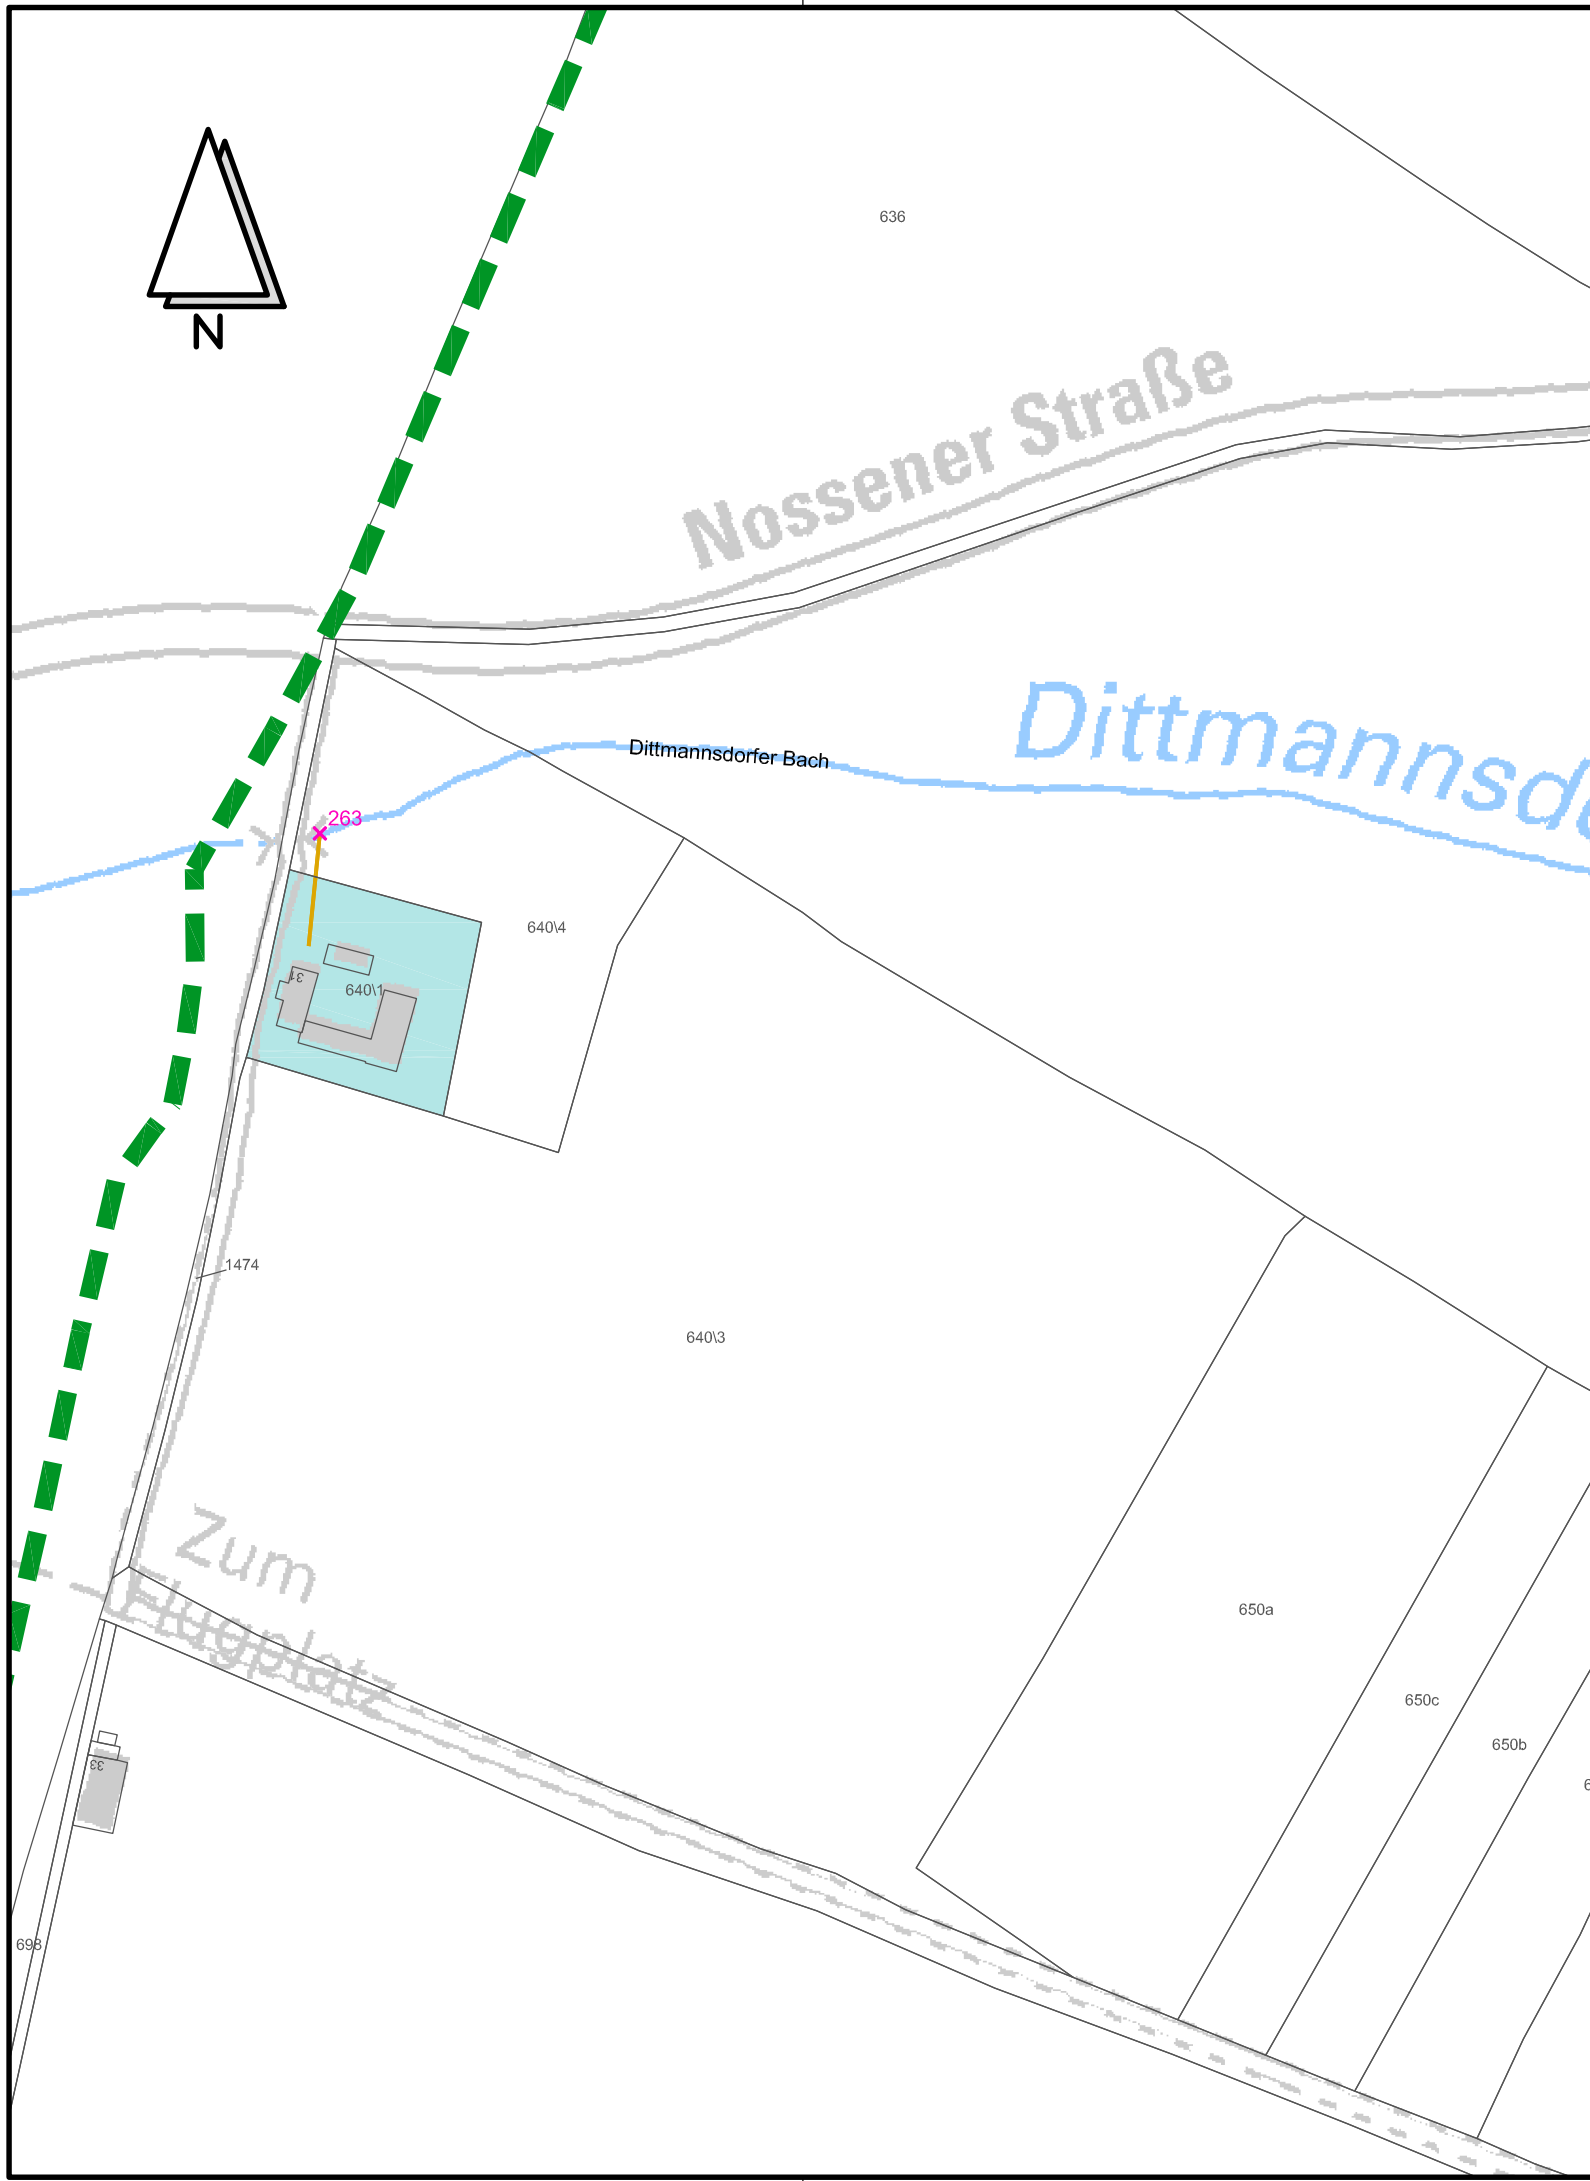 636
N
Nossener Straße
Dittmannsd
Dittmannsdorfer Bach
263
640\4
31
640\1
1474
640\3
Zum
Flugplatz
650a
650c
650b
33
698